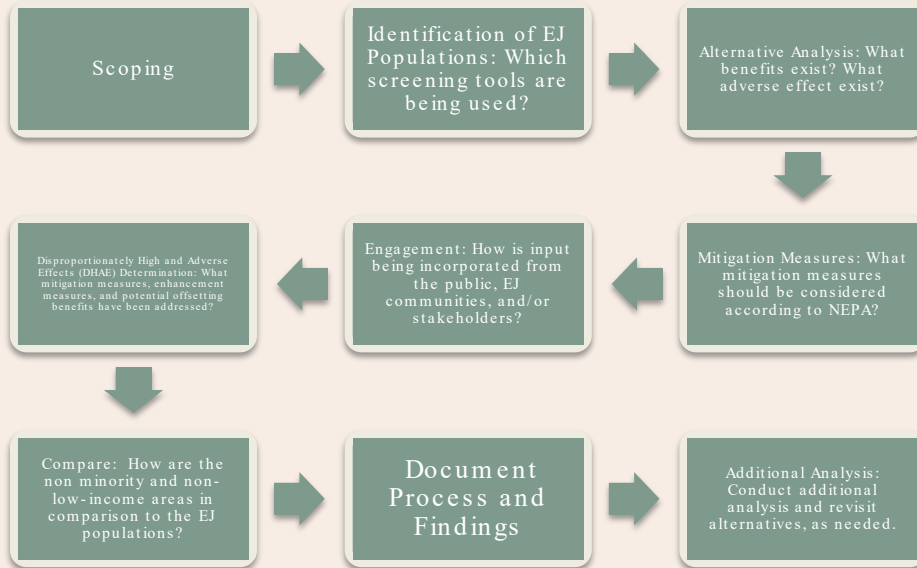 Scoping
Identification of EJ
Populations: Which
screening tools are
being used?
Alternative Analysis: What
benefits exist? What
adverse effect exist?
Mitigation Measures: What
mitigation measures
should be considered
according to NEPA?
Engagement: How is input
being incorporated from
the public, EJ
communities, and/or
stakeholders?
Disproportionately High and Adverse
Effects (DHAE) Determination: What
mitigation measures, enhancement
measures, and potential offsetting
benefits have been addressed?
Compare: How are the
non minority and non-
low-income areas in
comparison to the EJ
populations?
Document
Process and
Findings
Additional Analysis:
Conduct additional
analysis and revisit
alternatives, as needed.